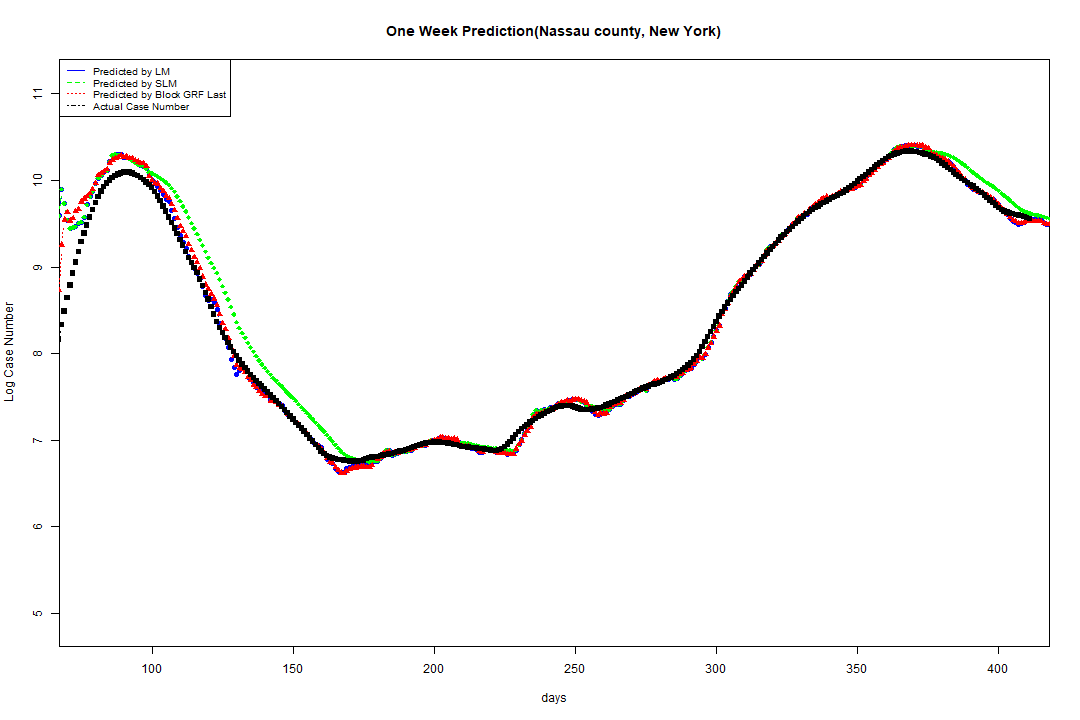 One Week Prediction(Nassau county, New York)
Predicted by LM
Predicted by SLM
Predicted by Block GRF Last
Actual Case Number
11
10
9
8
7
6
5
Log Case Number
100 150 200 250 300 350 400
days